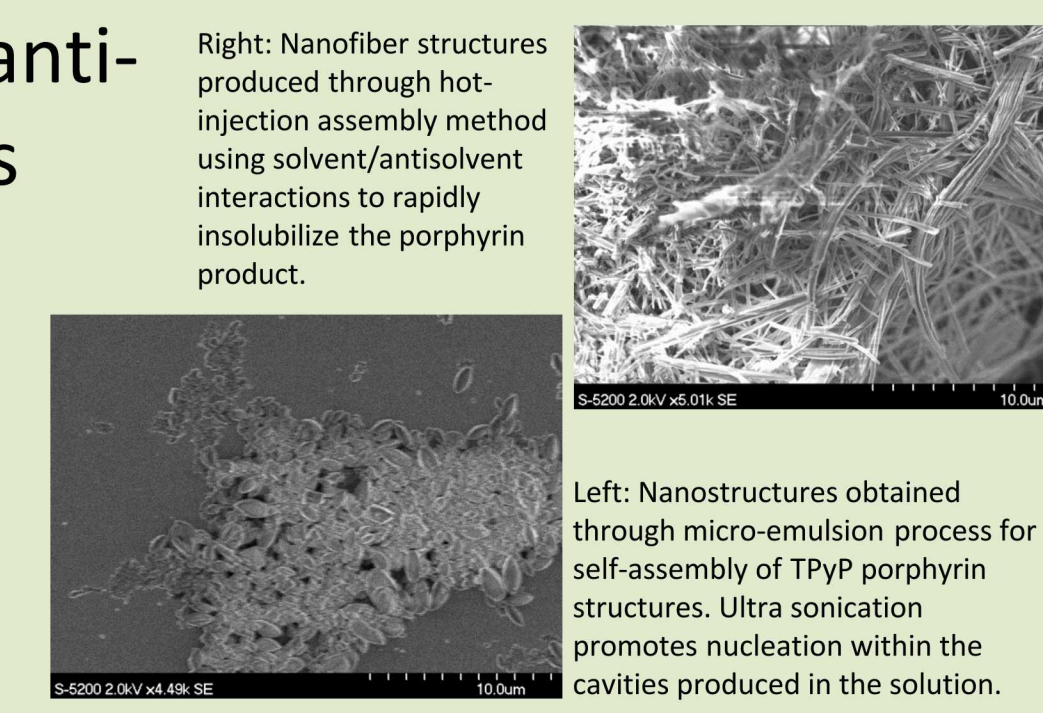 anti-
s
Right: Nanofiber structures
produced through hot-
injection assembly method
using solvent/antisolvent
interactions to rapidly
insolubilize the porphyrin
product.
S-5200 2.0kV x5.01k SE
10.0um
S-5200 2.0kV x4.49k SE
10.0um
Left: Nanostructures obtained
through micro-emulsion process for
self-assembly of TPyP porphyrin
structures. Ultra sonication
promotes nucleation within the
cavities produced in the solution.